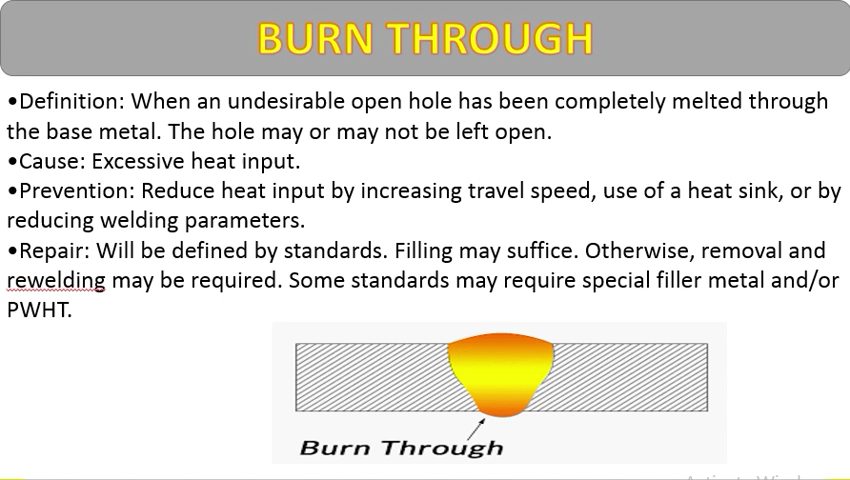 BURN THROUGH
•Definition: When an undesirable open hole has been completely melted through
the base metal. The hole may or may not be left open.
•Cause: Excessive heat input.
•Prevention: Reduce heat input by increasing travel speed, use of a heat sink, or by
reducing welding parameters.
•Repair: Will be defined by standards. Filling may suffice. Otherwise, removal and
rewelding may be required. Some standards may require special filler metal and/or
PWHT.
Burn Through